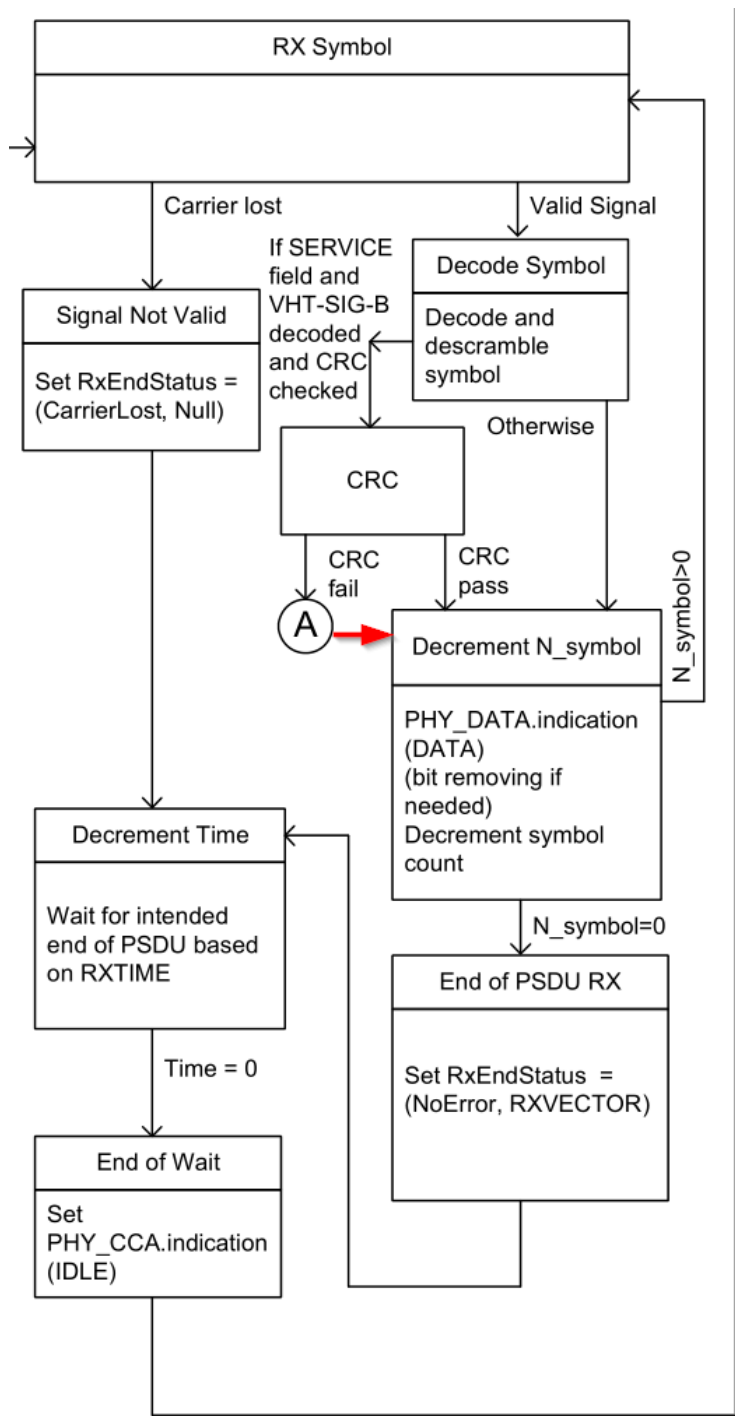 RX Symbol
Carrier lost
Valid Signal
If SERVICE
field and
VHT-SIG-B
decoded
and CRC
checked
Decode Symbol
Decode and
descramble
symbol
Signal Not Valid
Set RxEndStatus =
(CarrierLost, Null)
Otherwise
CRC
CRC
fail
CRC
pass
A
N_symbol>0
Decrement N_symbol
PHY_DATA.indication
(DATA)
(bit removing if
needed)
Decrement symbol
count
Decrement Time
Wait for intended
end of PSDU based
on RXTIME
N_symbol=0
End of PSDU RX
Set RxEndStatus =
(NoError, RXVECTOR)
Time = 0
End of Wait
Set
PHY_CCA.indication
(IDLE)